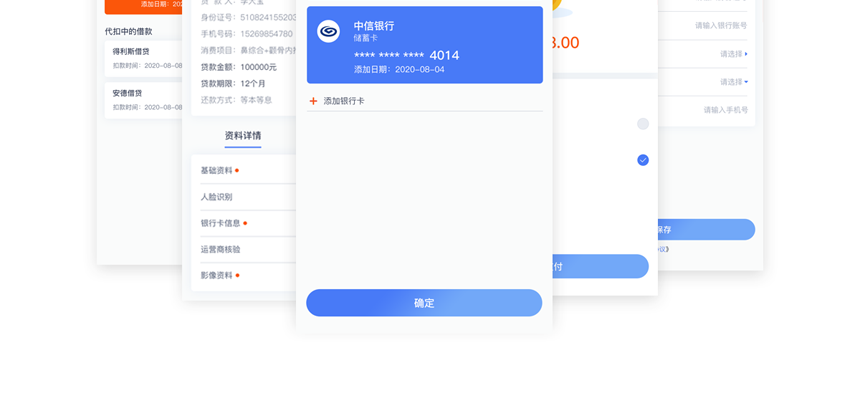 添加日期：202
代扣中的借款
得利斯借贷
扣款时间：2020-08-08
安德借贷
扣款时间：2020-08-08
贷 款 人：李大宝
身份证号：510824155203
手机号码：15269854780
消费项目：鼻综合+颧骨内推
贷款金额：100000元
贷款期限：12个月
还款方式：等本等息
资料详情
基础资料
人脸识别
银行卡信息
运营商核验
影像资料
中信银行
储蓄卡
**** **** **** 4014
添加日期：2020-08-04
+ 添加银行卡
确定
8.00
付
请输入银行账号
请选择
请选择
请输入手机号
保存
协议》